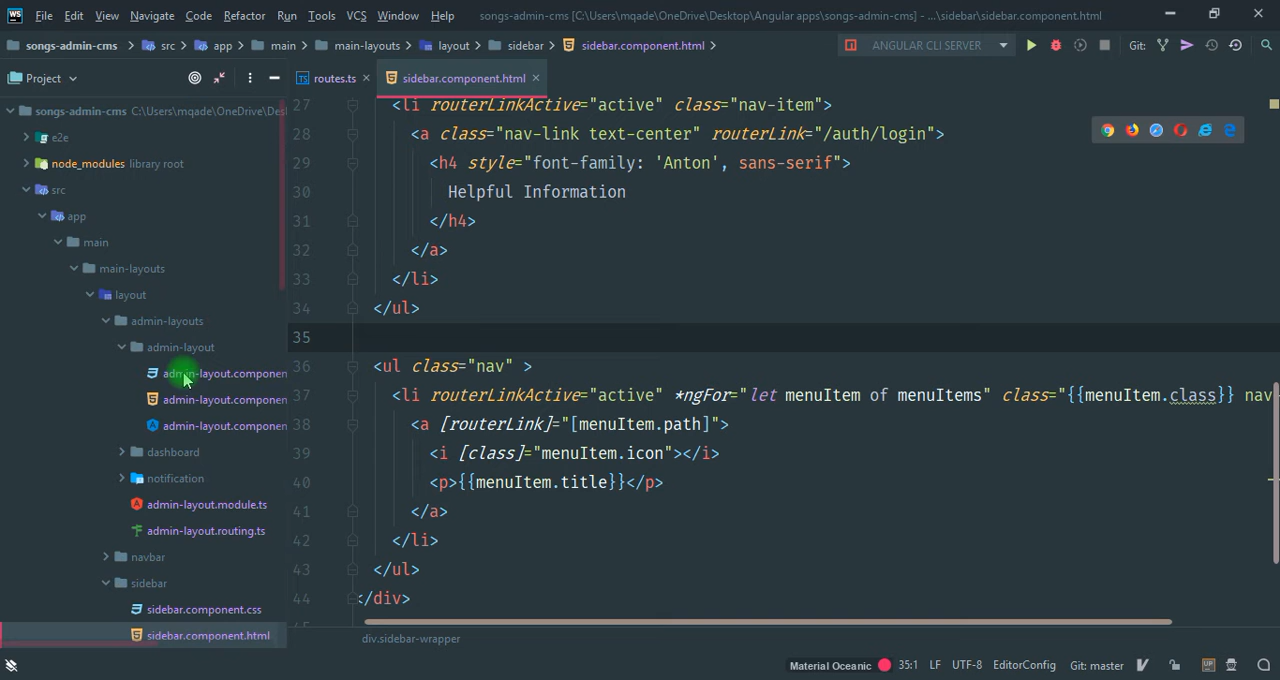 WS File Edit View Navigate Code Refactor Run Tools VCS Window Help songs-admin-cms [C:\Users\mqade\OneDrive\Desktop\Angular apps\songs-admin-cms] - ...\sidebar\sidebar.component.html
songs-admin-cms src app main main-layouts layout sidebar sidebar.component.html ANGULAR CLI SERVER Git:
Project
TS routes.ts sidebar.component.html
songs-admin-cms C:\Users\mqade\OneDrive\Des
e2e
node_modules library root
src
app
main
main-layouts
layout
admin-layouts
admin-layout
admin-layout.componen
admin-layout.componen
admin-layout.componen
dashboard
notification
admin-layout.module.ts
admin-layout.routing.ts
navbar
sidebar
sidebar.component.css
sidebar.component.html
27 <li routerLinkActive="active" class="nav-item">
28 <a class="nav-link text-center" routerLink="/auth/login">
29 <h4 style="font-family: 'Anton', sans-serif">
30 Helpful Information
31 </h4>
32 </a>
33 </li>
34 </ul>
35
36 <ul class="nav" >
37 <li routerLinkActive="active" *ngFor="let menuItem of menuItems" class="{{menuItem.class}} nav
38 <a [routerLink]="[menuItem.path]">
39 <i [class]="menuItem.icon"></i>
40 <p>{{menuItem.title}}</p>
41 </a>
42 </li>
43 </ul>
44 </div>
div.sidebar-wrapper
Material Oceanic 35:1 LF UTF-8 EditorConfig Git: master